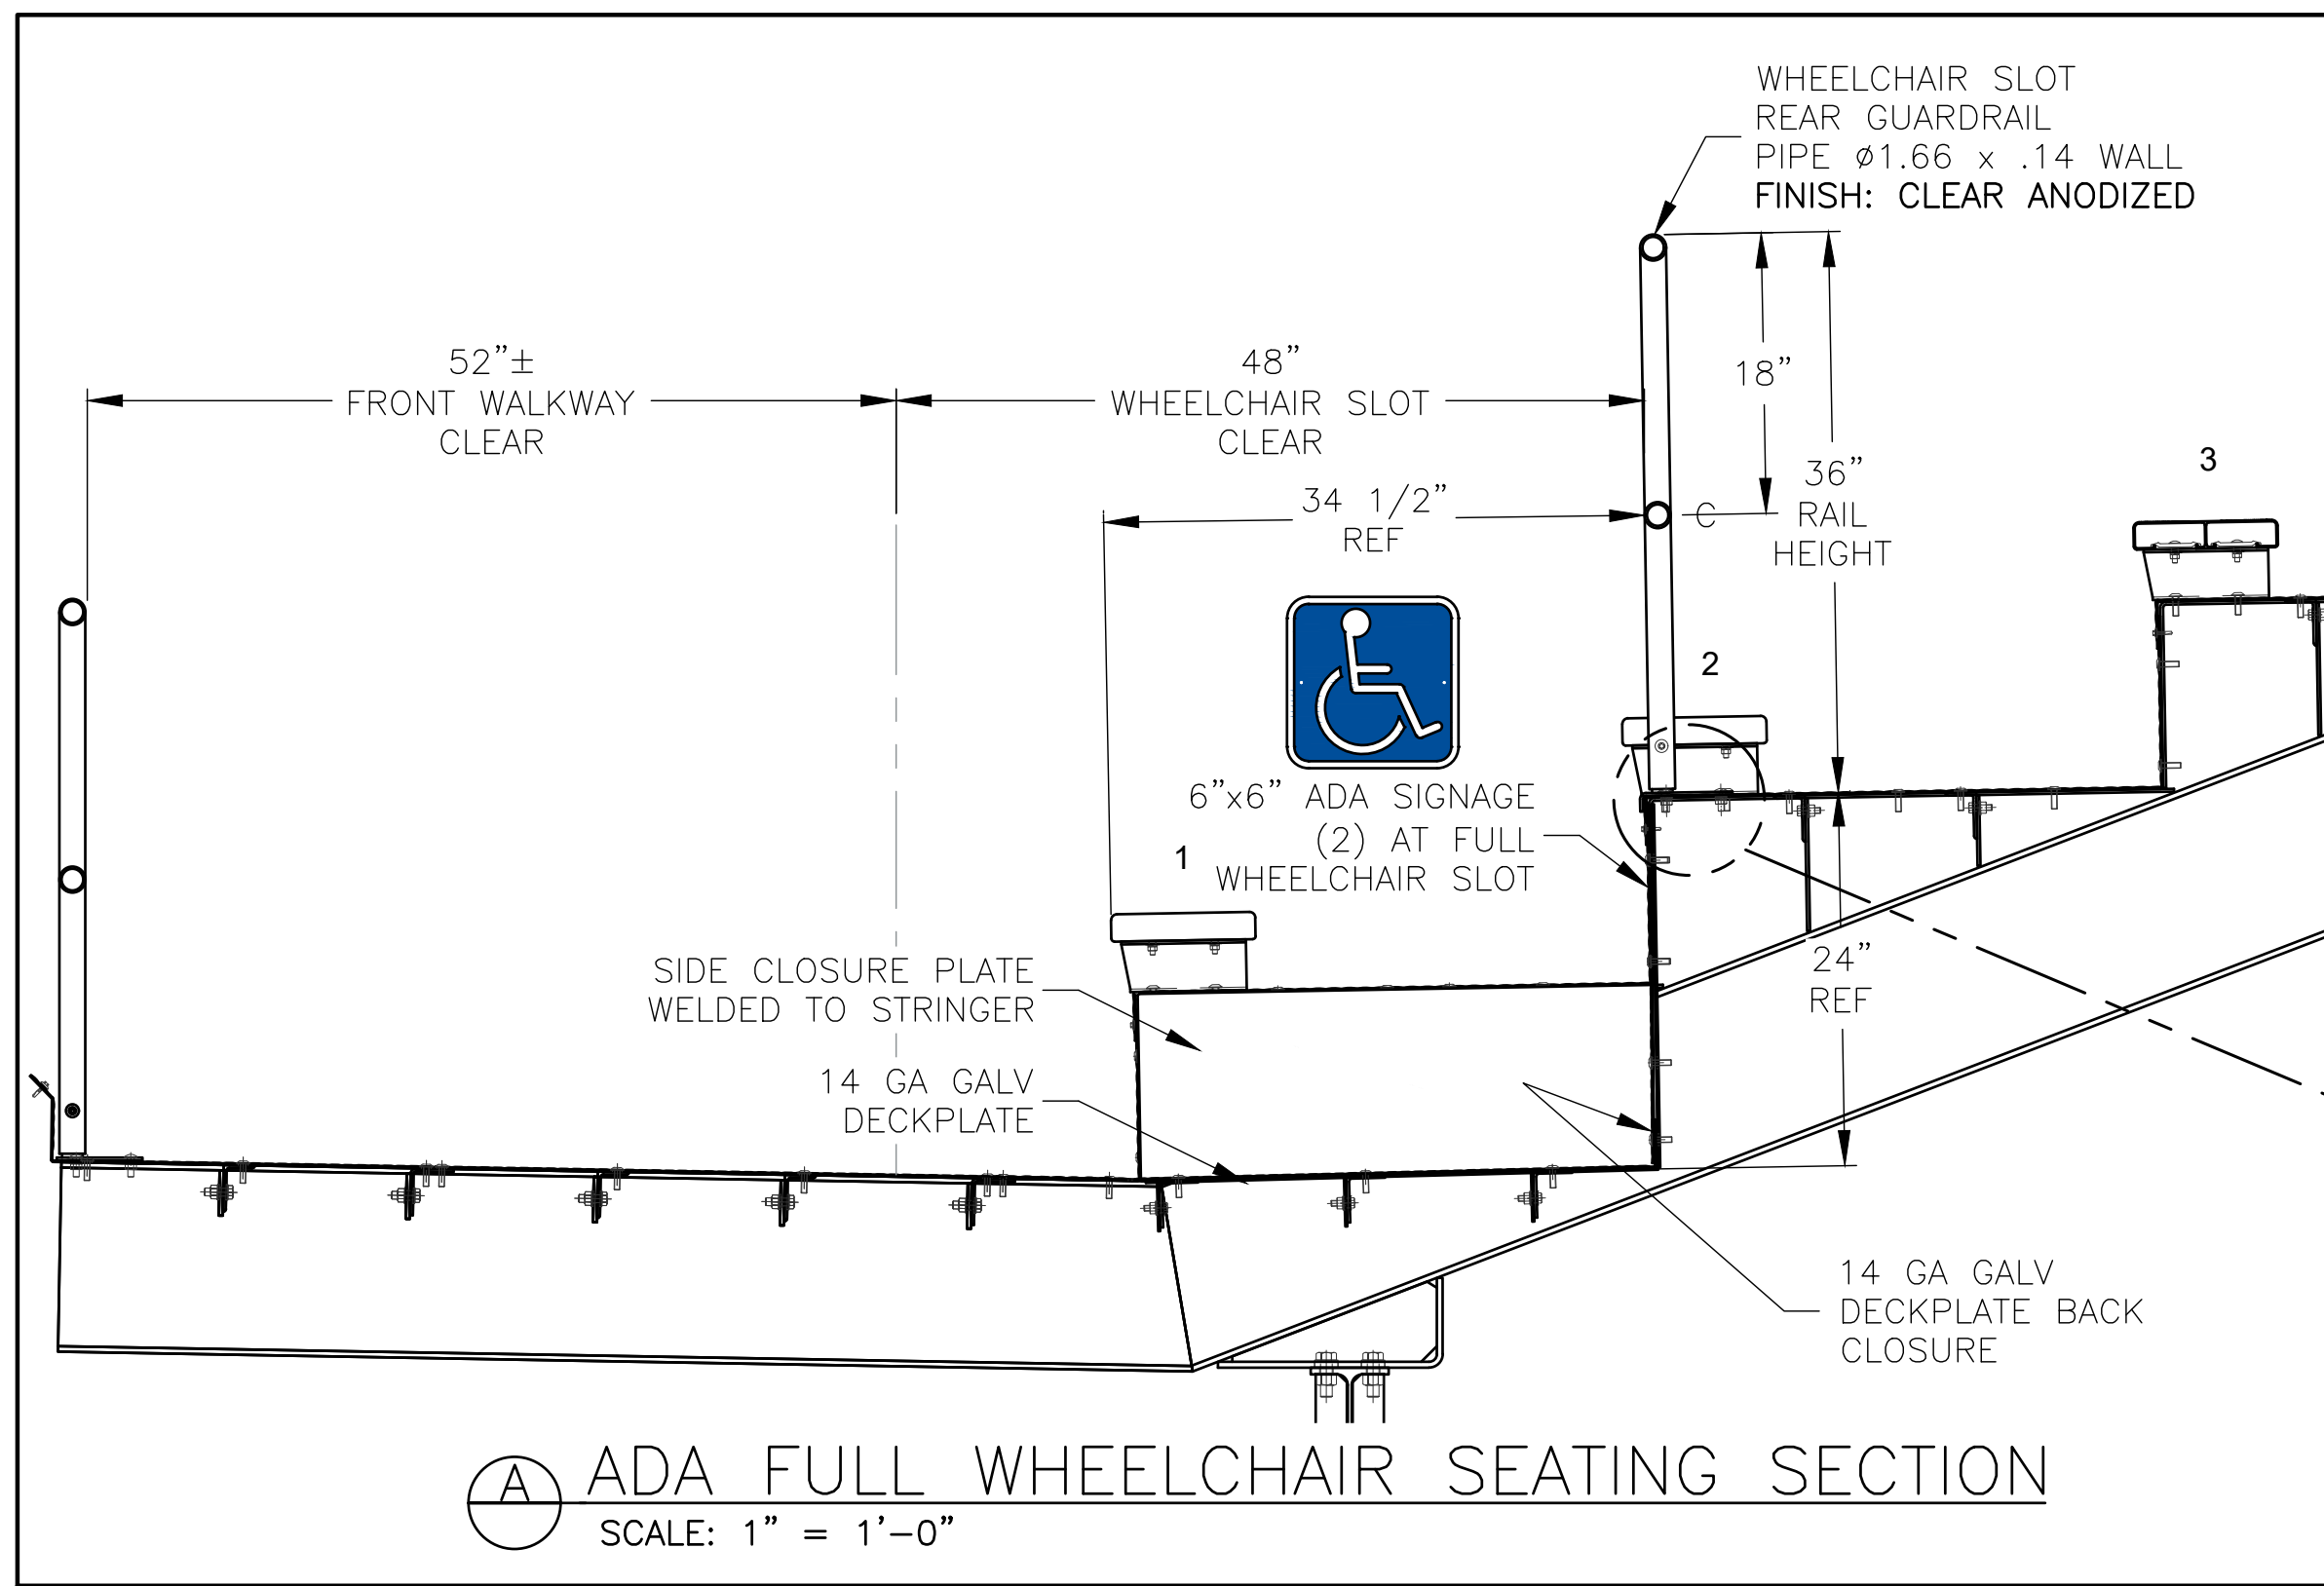 WHEELCHAIR SLOT
REAR GUARDRAIL
PIPE ø1.66 x .14 WALL
FINISH: CLEAR ANODIZED
52”±
FRONT WALKWAY
CLEAR
48”
WHEELCHAIR SLOT
CLEAR
18”
34 1/2”
REF
C
36”
RAIL
HEIGHT
3
2
6”x6” ADA SIGNAGE
(2) AT FULL
WHEELCHAIR SLOT
1
SIDE CLOSURE PLATE
WELDED TO STRINGER
24”
REF
14 GA GALV
DECKPLATE
14 GA GALV
DECKPLATE BACK
CLOSURE
A
ADA FULL WHEELCHAIR SEATING SECTION
SCALE: 1” = 1’-0”